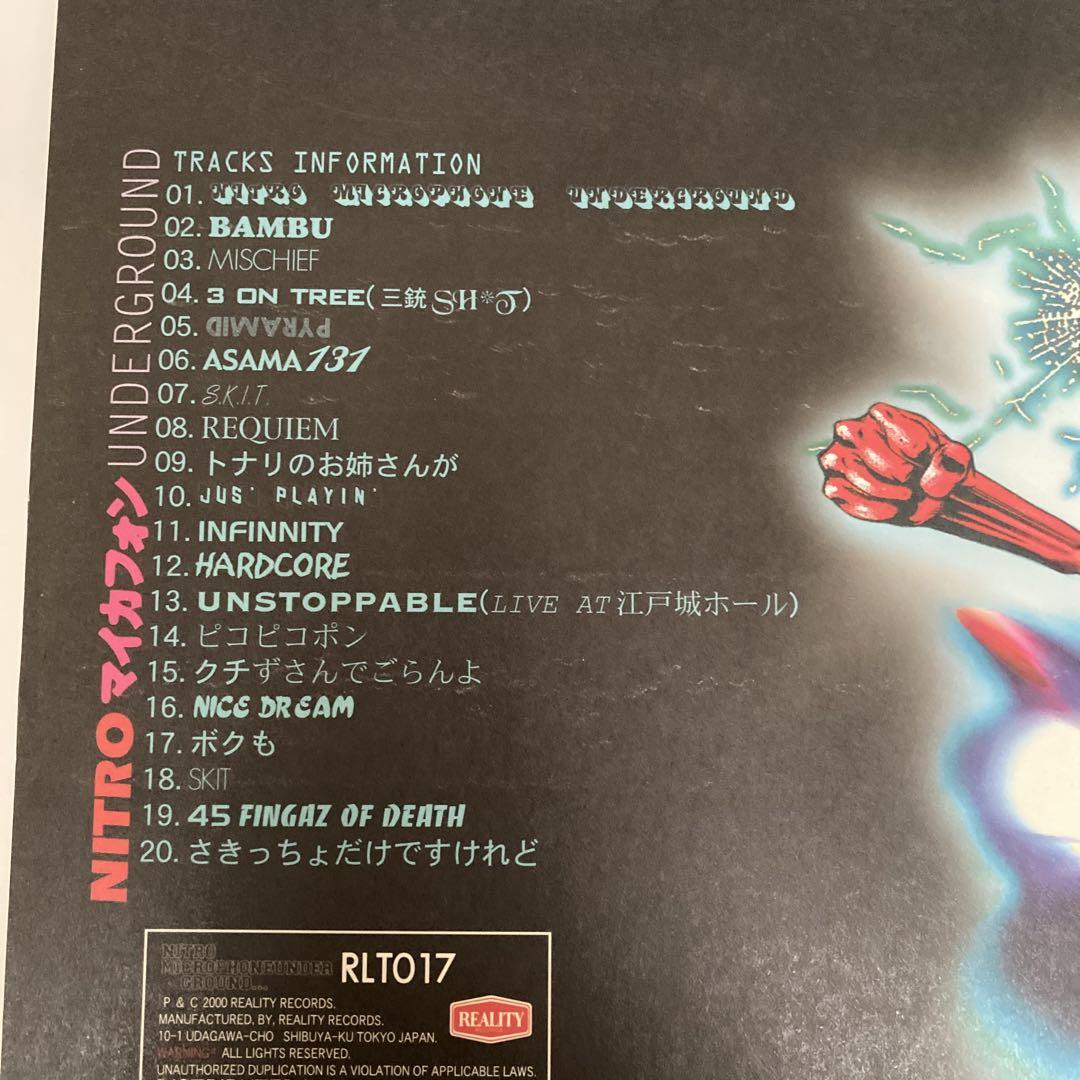 NITRO マイカフォン UNDERGROUND
TRACKS INFORMATION
01. NITRO MICROPHONE UNDERGROUND
02. BAMBU
03. MISCHIEF
04. 3 ON TREE(三銃SH*T)
05. PYRAMID
06. ASAMA131
07. S.K.I.T.
08. REQUIEM
09. トナリのお姉さんが
10. JUS' PLAYIN'
11. INFINNITY
12. HARDCORE
13. UNSTOPPABLE(LIVE AT江戸城ホール)
14. ピコピコポン
15. クチずさんでごらんよ
16. NICE DREAM
17. ボクも
18. SKIT
19. 45 FINGAZ OF DEATH
20. さきっちょだけですけれど
NITRO
MICROPHONEUNDER
GROUND...
RLT017
P & C 2000 REALITY RECORDS.
MANUFACTURED, BY, REALITY RECORDS.
10-1 UDAGAWA-CHO SHIBUYA-KU TOKYO JAPAN.
REALITY
WARNING* ALL LIGHTS RESERVED.
UNAUTHORIZED DUPLICATION IS A VIOLATION OF APPLICABLE LAWS.